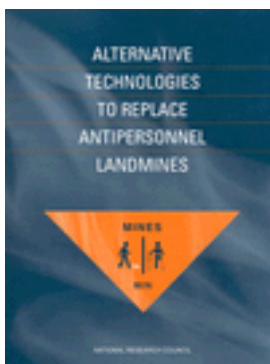 ALTERNATIVE
TECHNOLOGIES
TO REPLACE
ANTIPERSONNEL
LANDMINES
MINES
NATIONAL RESEARCH COUNCIL